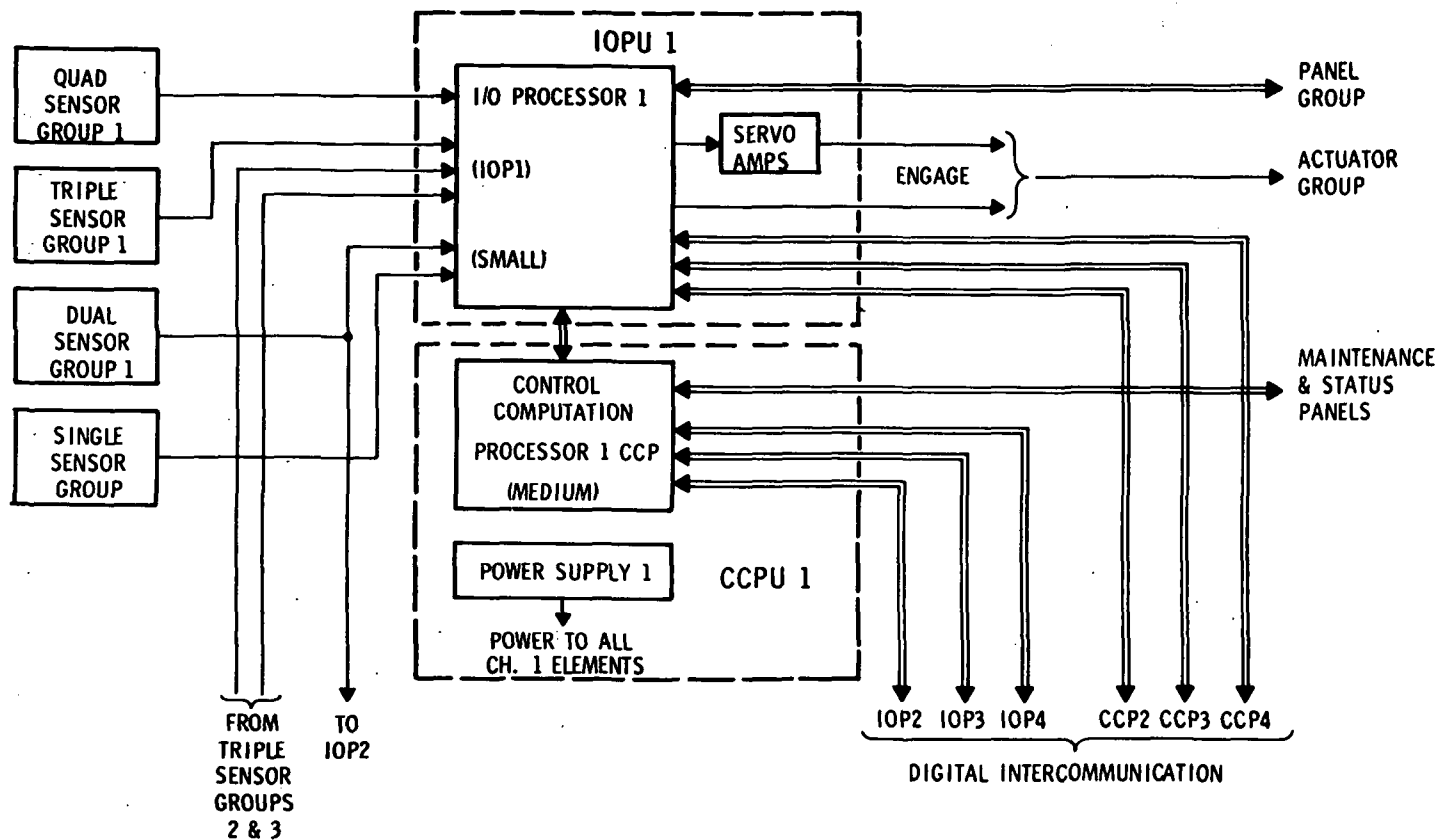 IOPU 1
QUAD
SENSOR
GROUP 1
TRIPLE
SENSOR
GROUP 1
DUAL
SENSOR
GROUP 1
SINGLE
SENSOR
GROUP
I/O PROCESSOR 1
(IOP1)
(SMALL)
SERVO
AMPS
ENGAGE
PANEL
GROUP
ACTUATOR
GROUP
CONTROL
COMPUTATION
PROCESSOR 1 CCP
(MEDIUM)
MAINTENANCE
& STATUS
PANELS
POWER SUPPLY 1
CCPU 1
POWER TO ALL
CH. 1 ELEMENTS
FROM
TRIPLE
SENSOR
GROUPS
2 & 3
TO
IOP2
IOP2 IOP3 IOP4 CCP2 CCP3 CCP4
DIGITAL INTERCOMMUNICATION